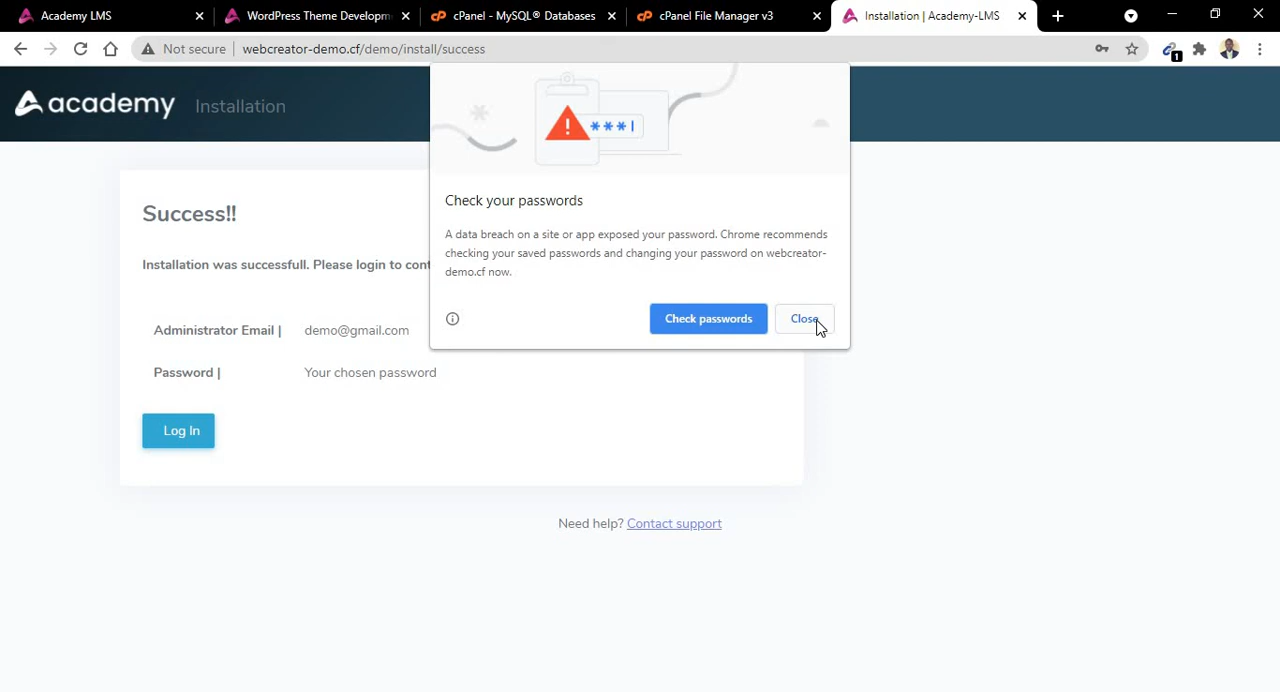 Academy LMS
WordPress Theme Developm
cPanel - MySQL® Databases
cPanel File Manager v3
Installation | Academy-LMS
Not secure
webcreator-demo.cf/demo/install/success
1
academy
Installation
***|
Check your passwords
A data breach on a site or app exposed your password. Chrome recommends
checking your saved passwords and changing your password on webcreator-
demo.cf now.
Check passwords
Close
Success!!
Installation was successfull. Please login to cont
Administrator Email |
demo@gmail.com
Password |
Your chosen password
Log In
Need help? Contact support